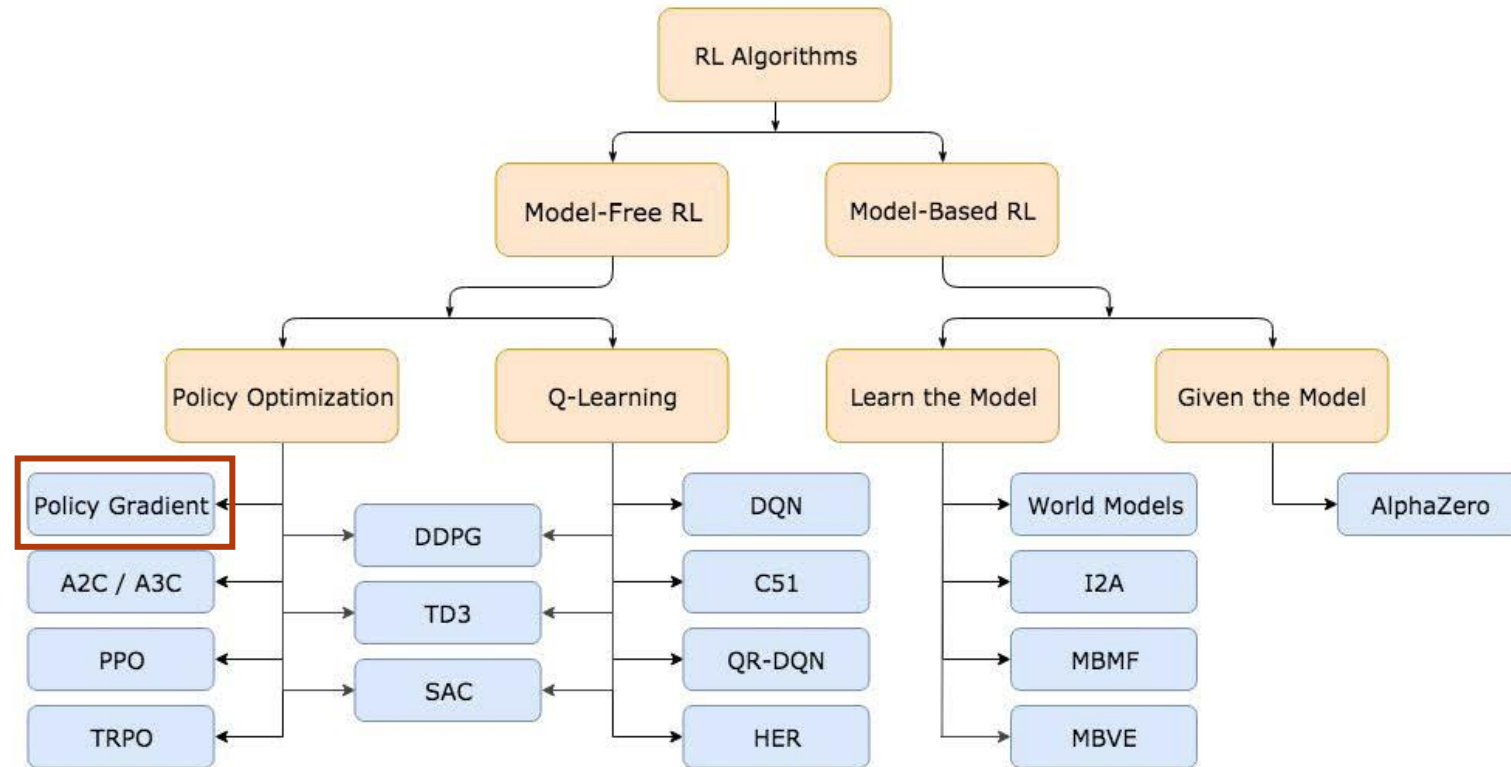 RL Algorithms
Model-Free RL
Model-Based RL
Policy Optimization
Q-Learning
Learn the Model
Given the Model
Policy Gradient
A2C / A3C
PPO
TRPO
DDPG
TD3
SAC
DQN
C51
QR-DQN
HER
World Models
I2A
MBMF
MBVE
AlphaZero